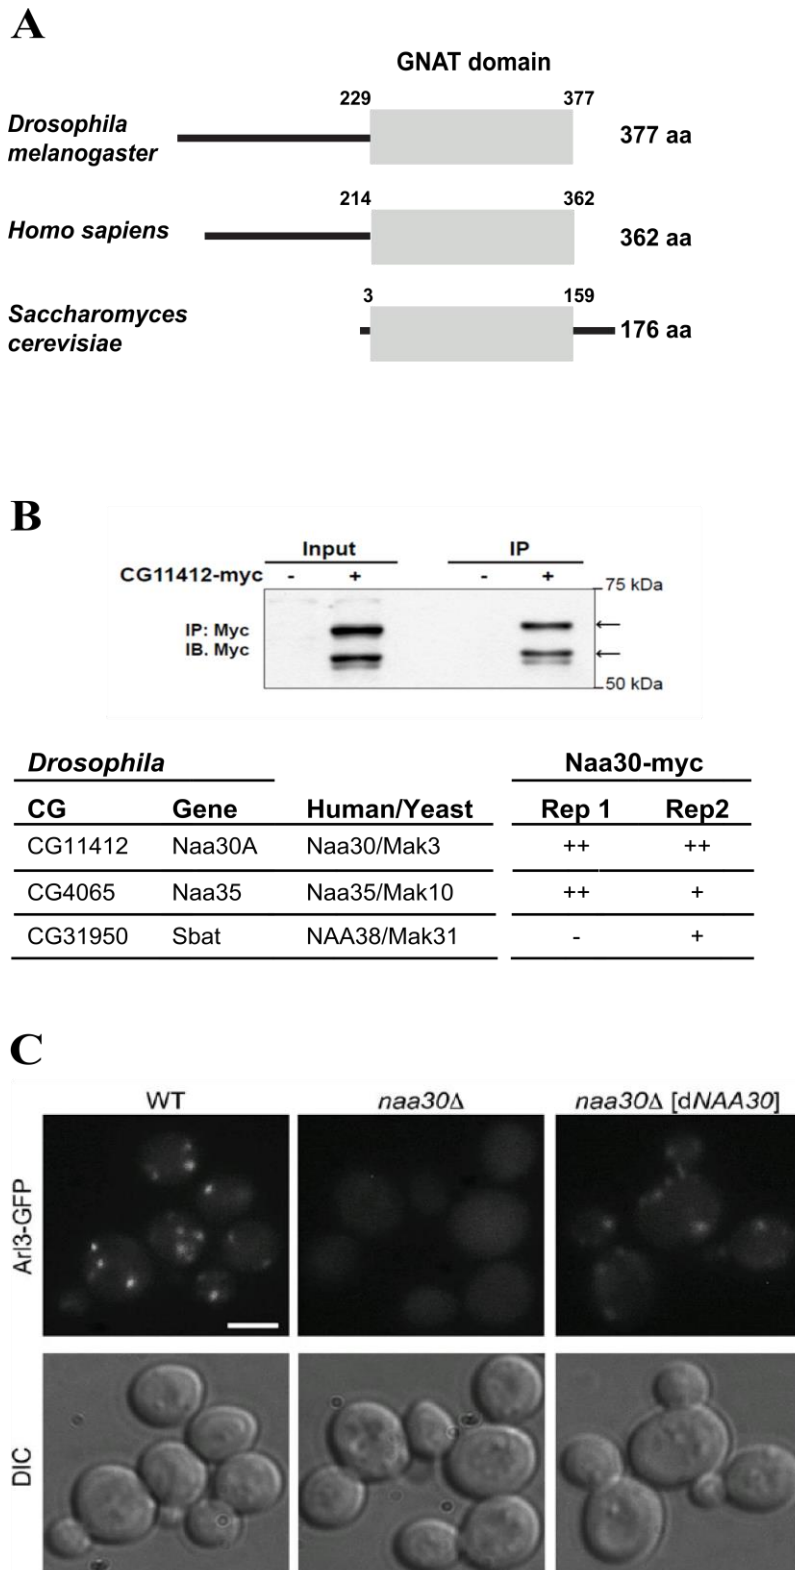 A
GNAT domain
229 377
Drosophila
melanogaster
377 aa
214 362
Homo sapiens
362 aa
3 159
Saccharomyces
cerevisiae
176 aa
B
Input IP
CG11412-myc - + - +
75 kDa
IP: Myc
IB. Myc
50 kDa
Drosophila Naa30-myc
CG Gene Human/Yeast Rep 1 Rep2
CG11412 Naa30A Naa30/Mak3 ++ ++
CG4065 Naa35 Naa35/Mak10 ++ +
CG31950 Sbat NAA38/Mak31 - +
C
WT naa30Δ naa30Δ [dNAA30]
Arl3-GFP
DIC